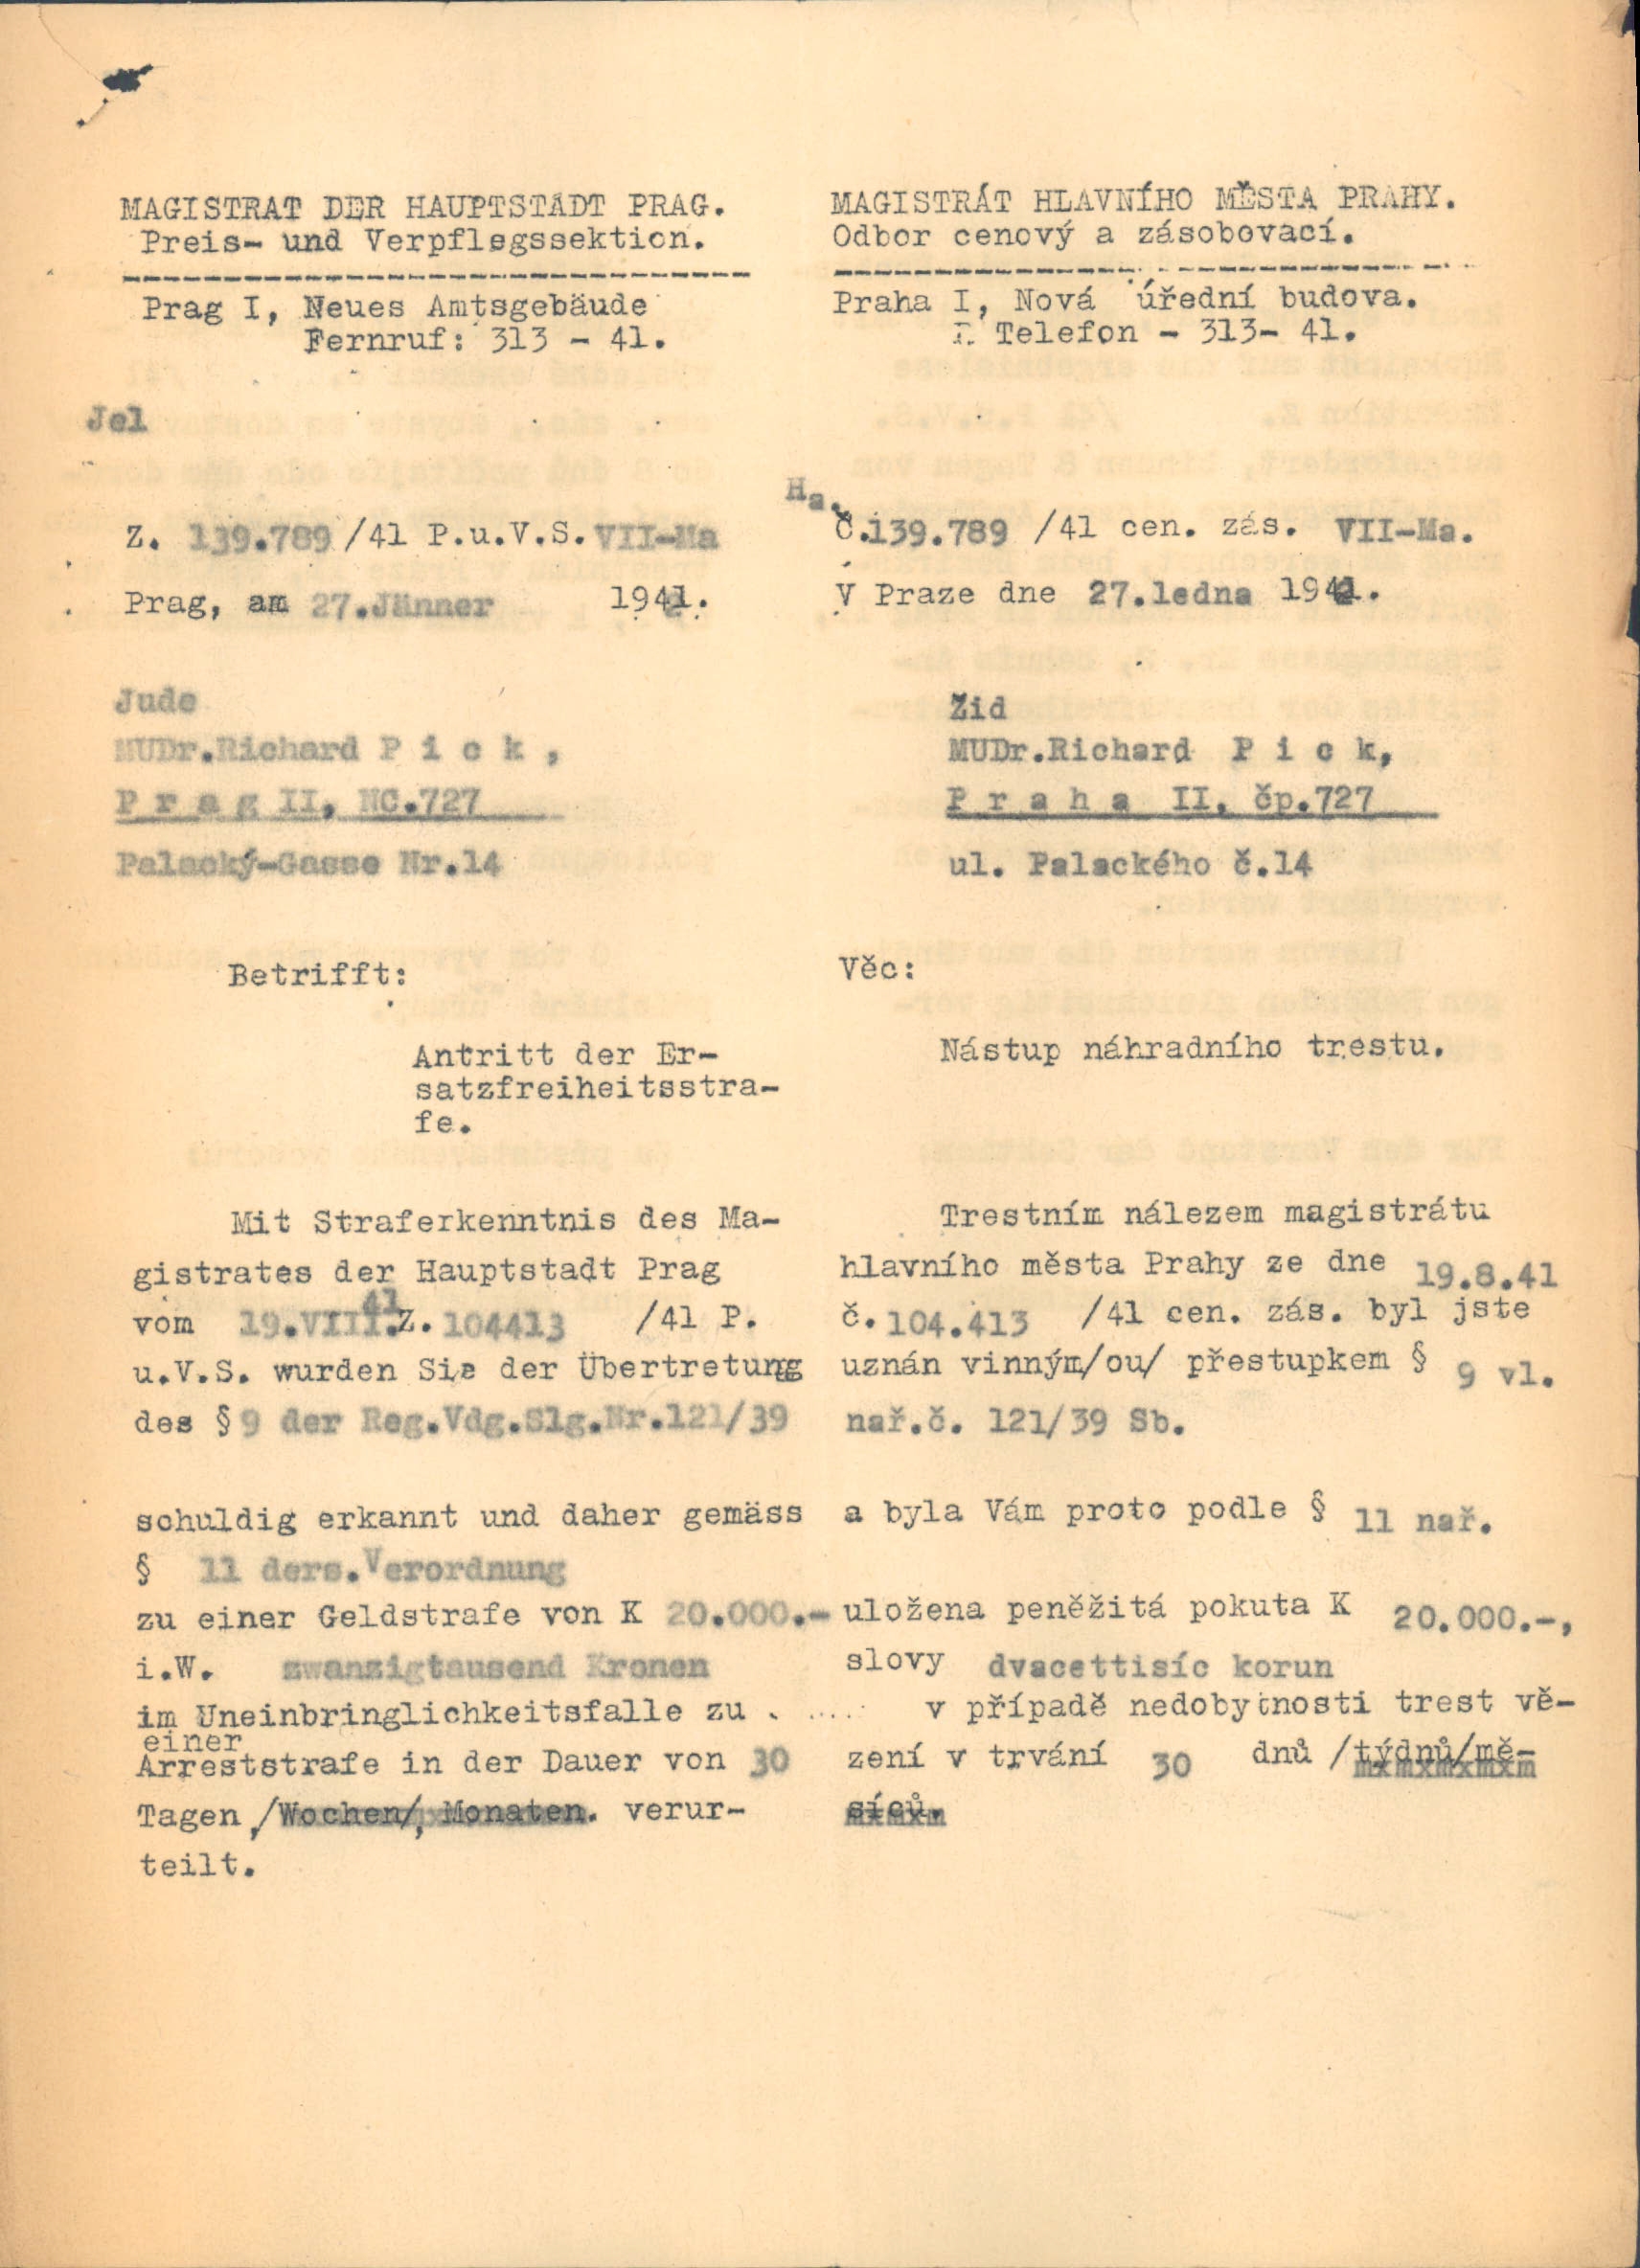 MAGISTRAT DER HAUPTSTADT PRAG.
Preis- und Verpflegssektion.
Prag I, Neues Amtsgebäude
Fernruf: 313 - 41.
Jel
Z. 139.789 /41 P.u.V.S. VII-Ma
Prag, am 27.Jänner 1942.
Jude
MUDr.Richard P i c k ,
P r a g II, NC.727
Palacký-Gasse Nr.14
Betrifft:
Antritt der Er-
satzfreiheitsstra-
fe.
Mit Straferkenntnis des Ma-
gistrates der Hauptstadt Prag
vom 19.VIII.41 Z. 104413 /41 P.
u.V.S. wurden Sie der Übertretung
des § 9 der Reg.Vdg.Slg.Nr.121/39
schuldig erkannt und daher gemäss
§ 11 ders.Verordnung
zu einer Geldstrafe von K 20.000.-
i.W. zwanzigtausend Kronen
im Uneinbringlichkeitsfalle zu
einer
Arreststrafe in der Dauer von 30
Tagen /Wochen/, Monaten. verur-
teilt.
MAGISTRÁT HLAVNÍHO MĚSTA PRAHY.
Odbor cenový a zásobovací.
Praha I, Nová úřední budova.
Telefon - 313- 41.
Ha.
Č.139.789 /41 cen. zás. VII-Ma.
V Praze dne 27.ledna 1942.
Žid
MUDr.Richard P i c k,
P r a h a II, čp.727
ul. Palackého č.14
Věc:
Nástup náhradního trestu.
Trestním nálezem magistrátu
hlavního města Prahy ze dne 19.8.41
č. 104.413 /41 cen. zás. byl jste
uznán vinným/ou/ přestupkem § 9 vl.
nař.č. 121/39 Sb.
a byla Vám proto podle § 11 nař.
uložena peněžitá pokuta K 20.000.-,
slovy dvacettisíc korun
v případě nedobytnosti trest vě-
zení v trvání 30 dnů /týdnů/mě-
síců.